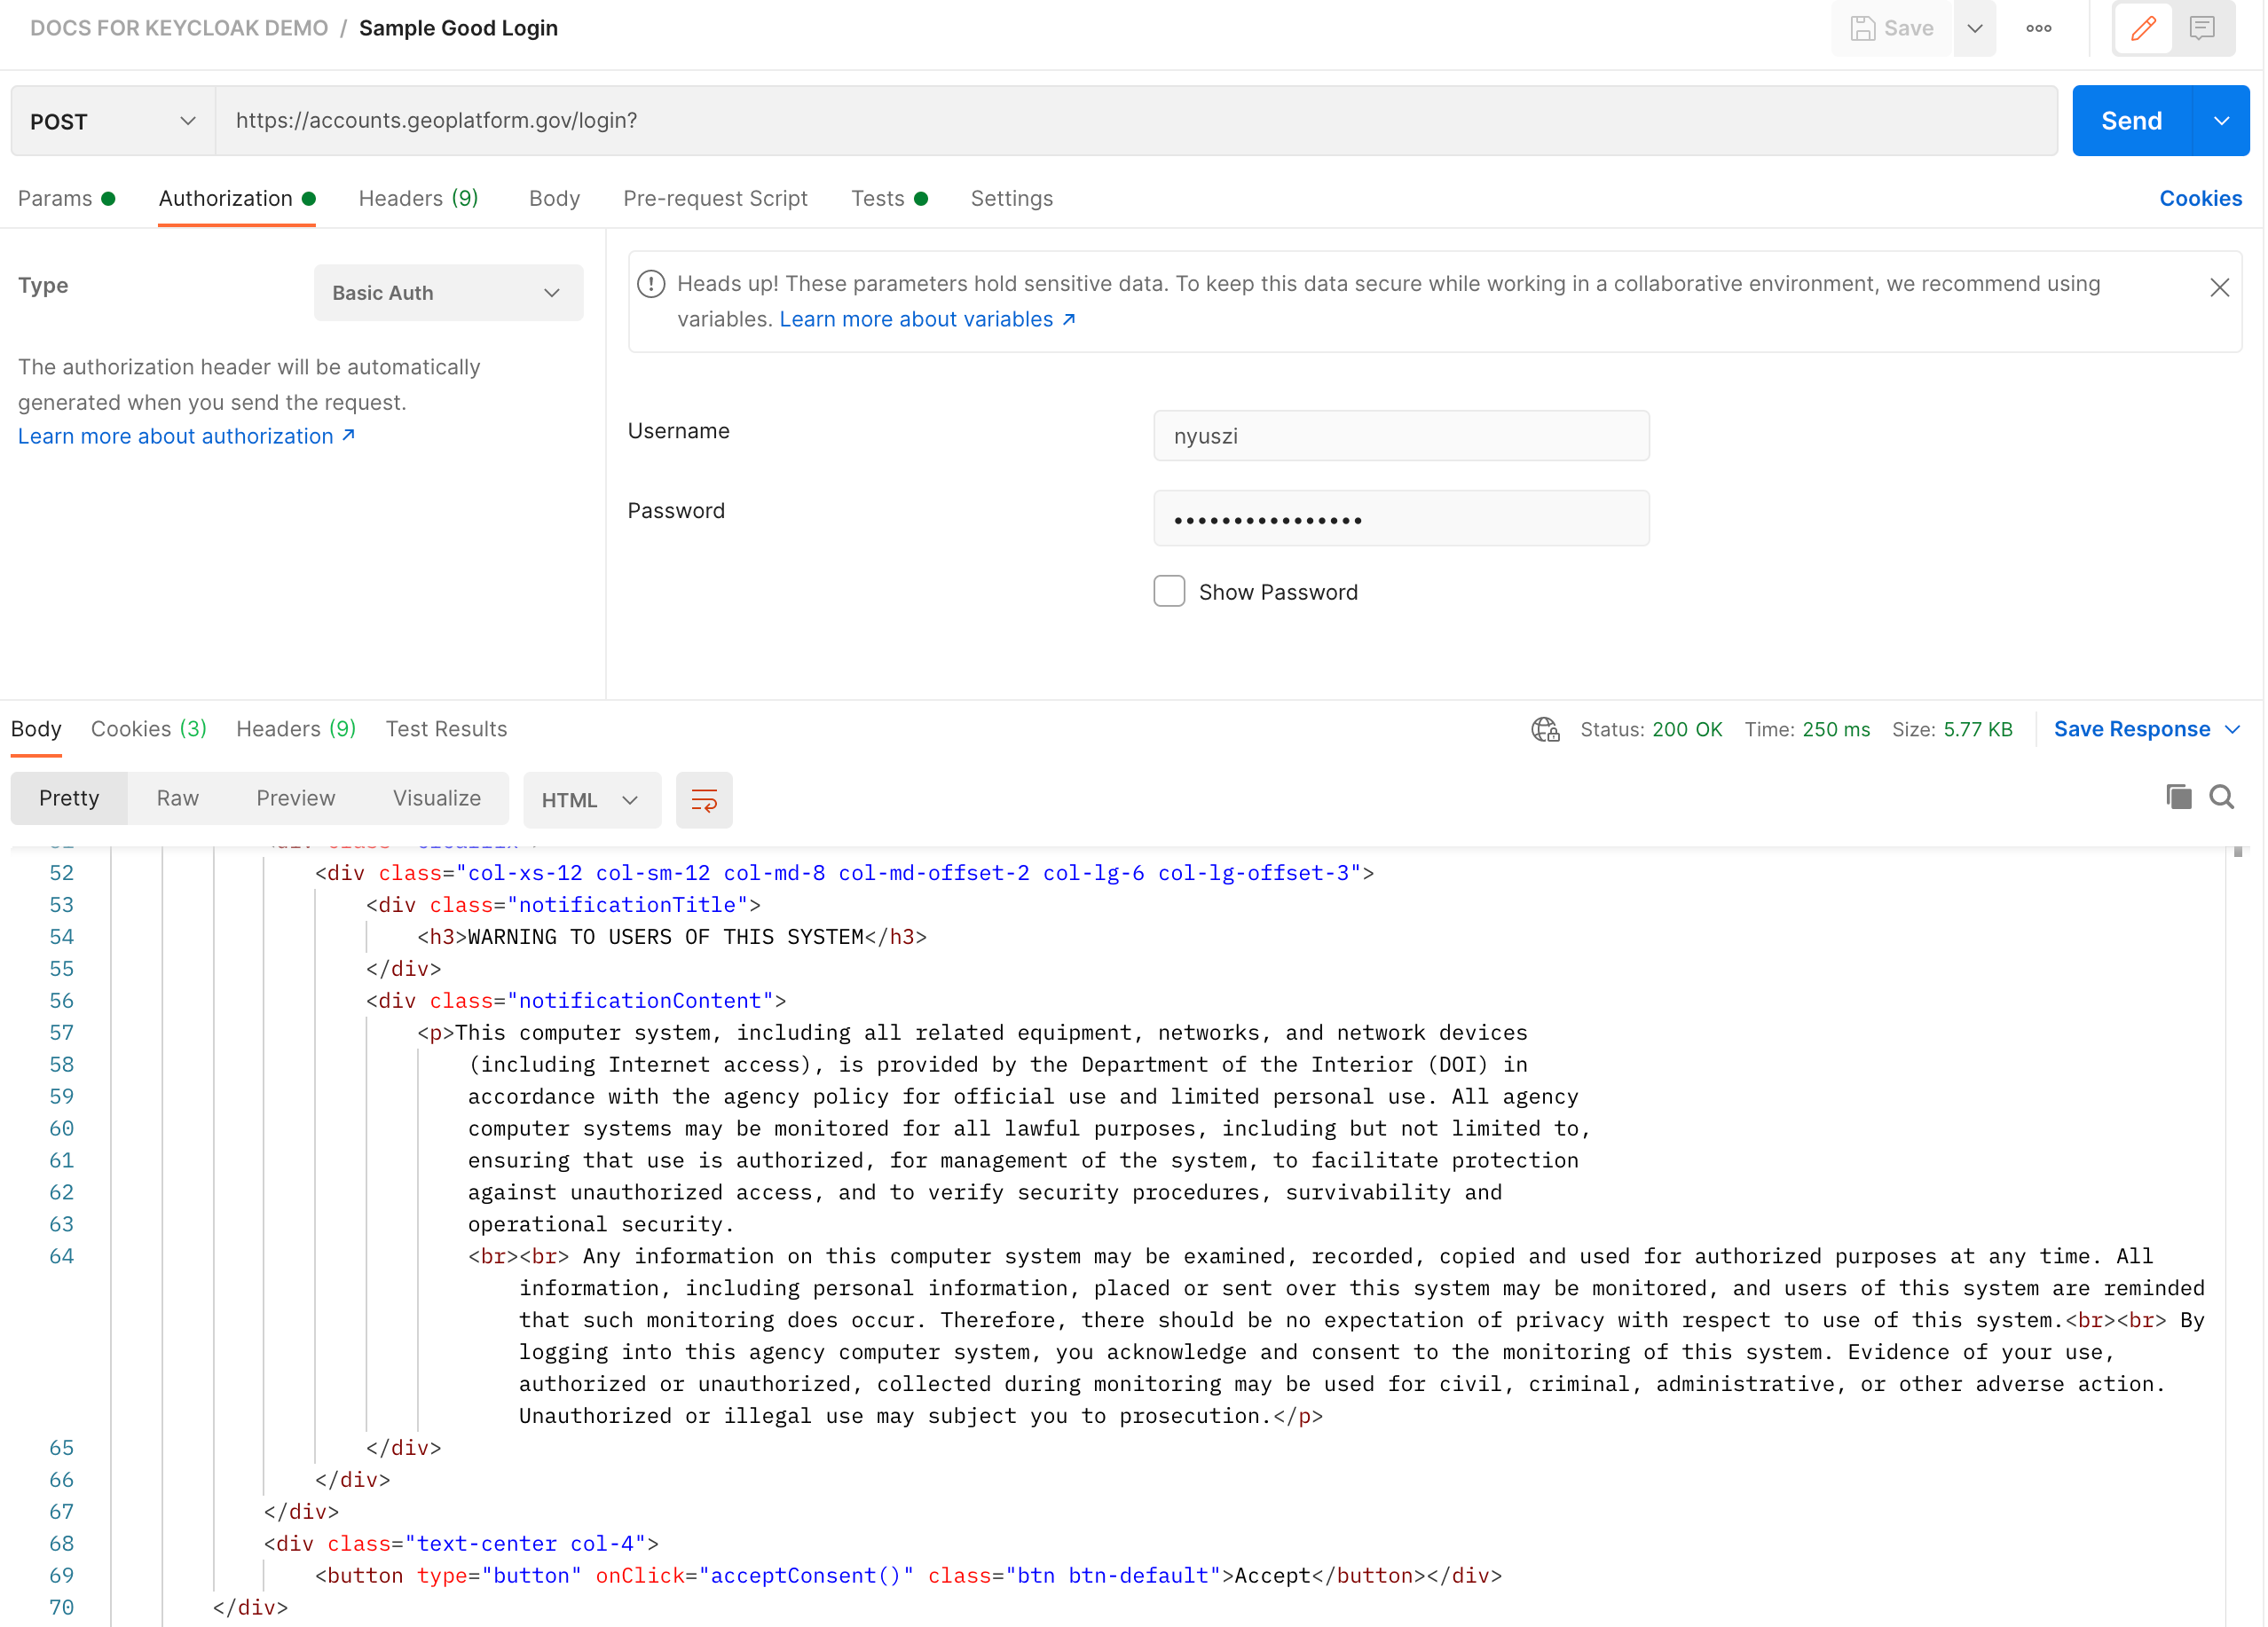 DOCS FOR KEYCLOAK DEMO / Sample Good Login
Save
POST
https://accounts.geoplatform.gov/login?
Send
Params
Authorization
Headers (9)
Body
Pre-request Script
Tests
Settings
Cookies
Type
Basic Auth
The authorization header will be automatically
generated when you send the request.
Learn more about authorization ↗
Heads up! These parameters hold sensitive data. To keep this data secure while working in a collaborative environment, we recommend using
variables. Learn more about variables ↗
Username
nyuszi
Password
••••••••••••••••
Show Password
Body
Cookies (3)
Headers (9)
Test Results
Status: 200 OK
Time: 250 ms
Size: 5.77 KB
Save Response
Pretty
Raw
Preview
Visualize
HTML
52 <div class="col-xs-12 col-sm-12 col-md-8 col-md-offset-2 col-lg-6 col-lg-offset-3">
53 <div class="notificationTitle">
54 <h3>WARNING TO USERS OF THIS SYSTEM</h3>
55 </div>
56 <div class="notificationContent">
57 <p>This computer system, including all related equipment, networks, and network devices
58 (including Internet access), is provided by the Department of the Interior (DOI) in
59 accordance with the agency policy for official use and limited personal use. All agency
60 computer systems may be monitored for all lawful purposes, including but not limited to,
61 ensuring that use is authorized, for management of the system, to facilitate protection
62 against unauthorized access, and to verify security procedures, survivability and
63 operational security.
64 <br><br> Any information on this computer system may be examined, recorded, copied and used for authorized purposes at any time. All
information, including personal information, placed or sent over this system may be monitored, and users of this system are reminded
that such monitoring does occur. Therefore, there should be no expectation of privacy with respect to use of this system.<br><br> By
logging into this agency computer system, you acknowledge and consent to the monitoring of this system. Evidence of your use,
authorized or unauthorized, collected during monitoring may be used for civil, criminal, administrative, or other adverse action.
Unauthorized or illegal use may subject you to prosecution.</p>
65 </div>
66 </div>
67 </div>
68 <div class="text-center col-4">
69 <button type="button" onClick="acceptConsent()" class="btn btn-default">Accept</button></div>
70 </div>